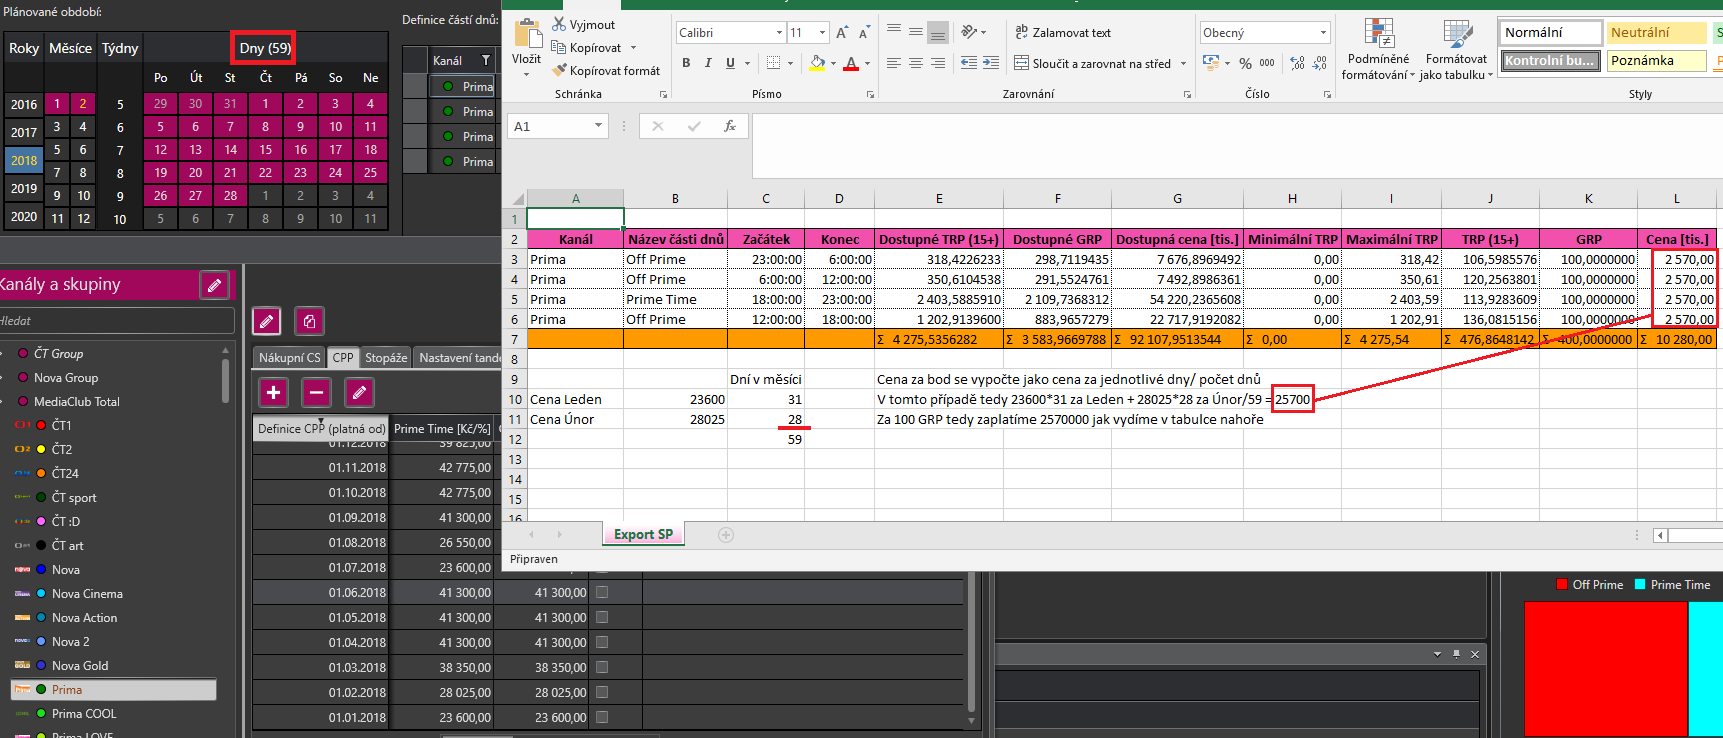 Plánované období:
Roky Měsíce Týdny Dny (59)
Po Út St Čt Pá So Ne
2016 1 2 5 29 30 31 1 2 3 4
2017 3 4 6 5 6 7 8 9 10 11
2018 5 6 7 12 13 14 15 16 17 18
2019 7 8 8 19 20 21 22 23 24 25
2020 9 10 9 26 27 28 1 2 3 4
11 12 10 5 6 7 8 9 10 11
Definice částí dnů:
Kanál
Prima
Prima
Prima
Prima
Vložit
Vyjmout
Kopírovat
Kopírovat formát
Schránka
Calibri 11
B I U
Písmo
Zalamovat text
Sloučit a zarovnat na střed
Zarovnání
Obecný
% 000
Číslo
Podmíněné formátování
Formátovat jako tabulku
Normální Neutrální
Kontrolní bu... Poznámka
Styly
A1
fx
A B C D E F G H I J K L
1
2 Kanál Název části dnů Začátek Konec Dostupné TRP (15+) Dostupné GRP Dostupná cena [tis.] Minimální TRP Maximální TRP TRP (15+) GRP Cena [tis.]
3 Prima Off Prime 23:00:00 6:00:00 318,4226233 298,7119435 7 676,8969492 0,00 318,42 106,5985576 100,0000000 2 570,00
4 Prima Off Prime 6:00:00 12:00:00 350,6104538 291,5524761 7 492,8986361 0,00 350,61 120,2563801 100,0000000 2 570,00
5 Prima Prime Time 18:00:00 23:00:00 2 403,5885910 2 109,7368312 54 220,2365608 0,00 2 403,59 113,9283609 100,0000000 2 570,00
6 Prima Off Prime 12:00:00 18:00:00 1 202,9139600 883,9657279 22 717,9192082 0,00 1 202,91 136,0815156 100,0000000 2 570,00
7 Σ 4 275,5356282 Σ 3 583,9669788 Σ 92 107,9513544 Σ 0,00 Σ 4 275,54 Σ 476,8648142 Σ 400,0000000 Σ 10 280,00
8
9 Dní v měsíci Cena za bod se vypočte jako cena za jednotlivé dny/ počet dnů
10 Cena Leden 23600 31 V tomto případě tedy 23600*31 za Leden + 28025*28 za Únor/59 = 25700
11 Cena Únor 28025 28 Za 100 GRP tedy zaplatíme 2570000 jak vydíme v tabulce nahoře
12 59
13
14
15
16
Export SP
Připraven
Kanály a skupiny
Hledat
ČT Group
Nova Group
MediaClub Total
ČT1
ČT2
ČT24
ČT sport
ČT :D
ČT art
Nova
Nova Cinema
Nova Action
Nova 2
Nova Gold
Prima
Prima COOL
Prima LOVE
Nákupní CS CPP Stopáže Nastavení tande
Definice CPP (platná od) Prime Time [Kč/%]
01.12.2018 39 825,00
01.11.2018 42 775,00
01.10.2018 42 775,00
01.09.2018 41 300,00
01.08.2018 26 550,00
01.07.2018 23 600,00
01.06.2018 41 300,00 41 300,00
01.05.2018 41 300,00 41 300,00
01.04.2018 41 300,00 41 300,00
01.03.2018 38 350,00 38 350,00
01.02.2018 28 025,00 28 025,00
01.01.2018 23 600,00 23 600,00
Off Prime Prime Time